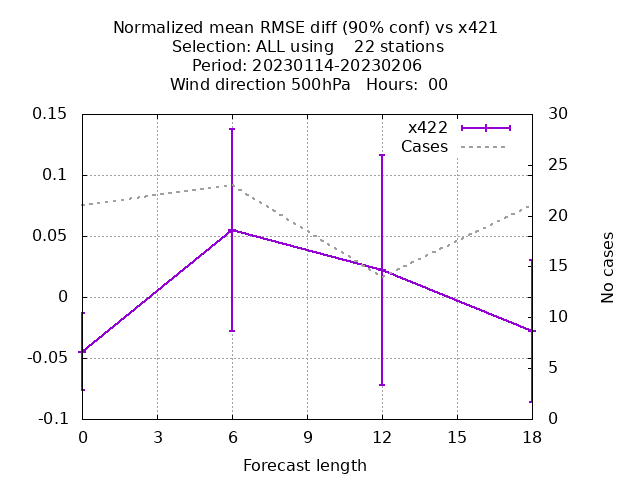 Normalized mean RMSE diff (90% conf) vs x421
Selection: ALL using    22 stations
Period: 20230114-20230206
Wind direction 500hPa   Hours:  00
x422
Cases
0.15
0.1
0.05
0
-0.05
-0.1
30
25
20
15
10
5
0
No cases
0 3 6 9 12 15 18
Forecast length